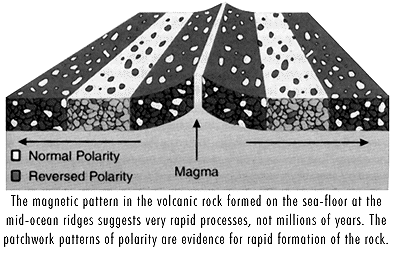 Normal Polarity
Reversed Polarity
Magma
The magnetic pattern in the volcanic rock formed on the sea-floor at the
mid-ocean ridges suggests very rapid processes, not millions of years. The
patchwork patterns of polarity are evidence for rapid formation of the rock.